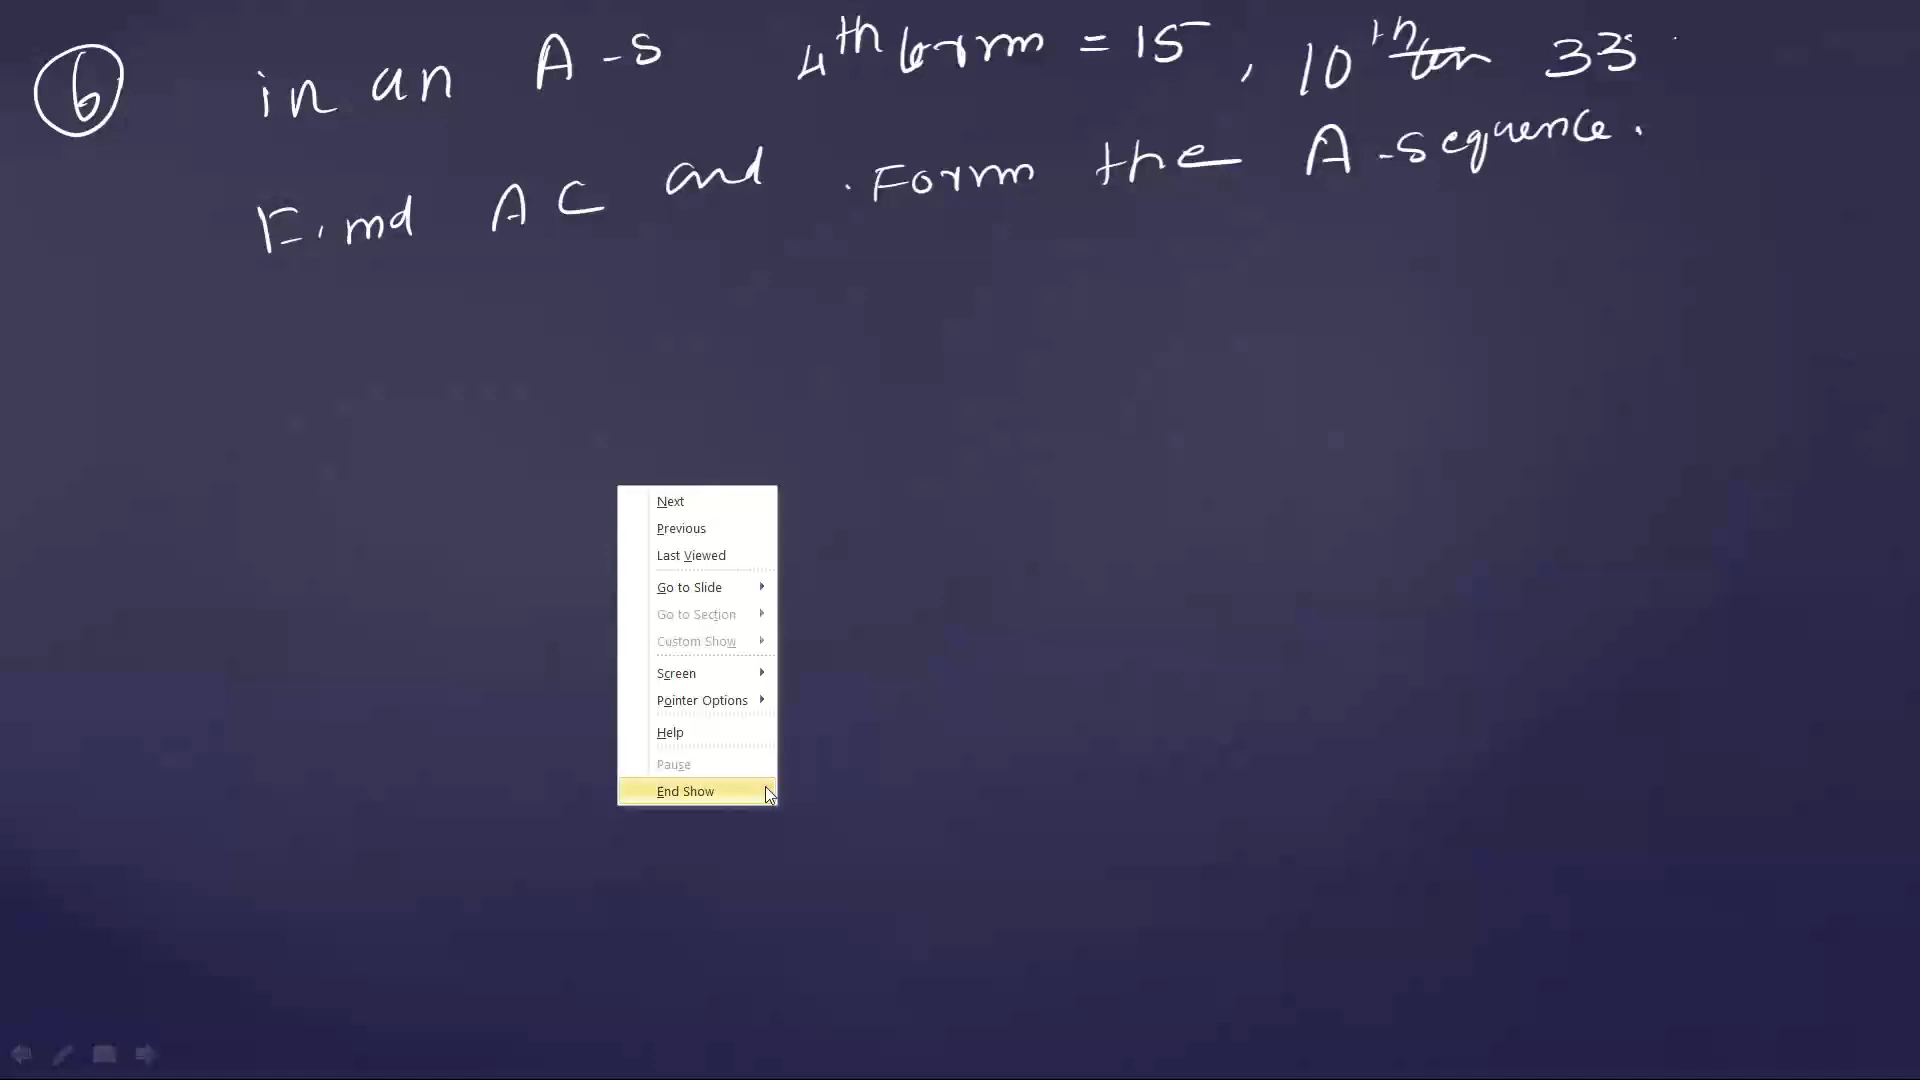 6 in an A-s 4th term = 15, 10th ter 33
Find AC and Form the A-sequence.
Next
Previous
Last Viewed
Go to Slide
Go to Section
Custom Show
Screen
Pointer Options
Help
Pause
End Show